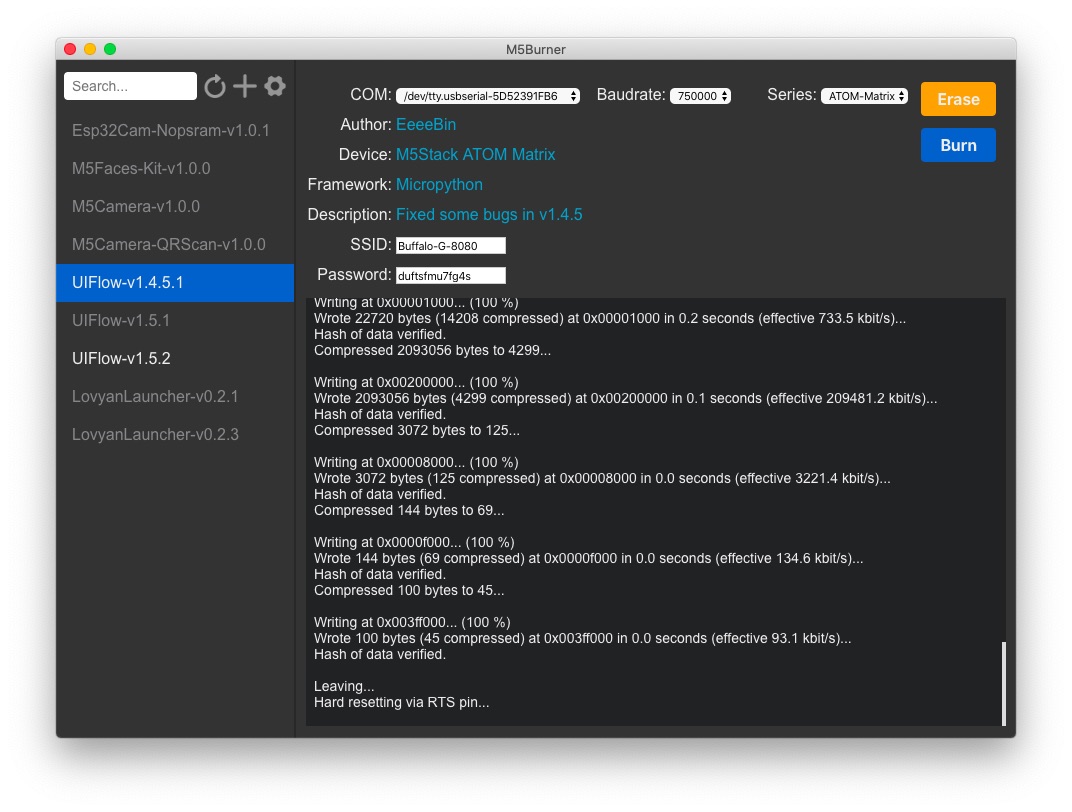 M5Burner
Search...
Esp32Cam-Nopsram-v1.0.1
M5Faces-Kit-v1.0.0
M5Camera-v1.0.0
M5Camera-QRScan-v1.0.0
UIFlow-v1.4.5.1
UIFlow-v1.5.1
UIFlow-v1.5.2
LovyanLauncher-v0.2.1
LovyanLauncher-v0.2.3
COM: /dev/tty.usbserial-5D52391FB6 Baudrate: 750000 Series: ATOM-Matrix
Erase
Author: EeeeBin
Burn
Device: M5Stack ATOM Matrix
Framework: Micropython
Description: Fixed some bugs in v1.4.5
SSID: Buffalo-G-8080
Password: duftsfmu7fg4s
Writing at 0x00001000... (100 %)
Wrote 22720 bytes (14208 compressed) at 0x00001000 in 0.2 seconds (effective 733.5 kbit/s)...
Hash of data verified.
Compressed 2093056 bytes to 4299...
Writing at 0x00200000... (100 %)
Wrote 2093056 bytes (4299 compressed) at 0x00200000 in 0.1 seconds (effective 209481.2 kbit/s)...
Hash of data verified.
Compressed 3072 bytes to 125...
Writing at 0x00008000... (100 %)
Wrote 3072 bytes (125 compressed) at 0x00008000 in 0.0 seconds (effective 3221.4 kbit/s)...
Hash of data verified.
Compressed 144 bytes to 69...
Writing at 0x0000f000... (100 %)
Wrote 144 bytes (69 compressed) at 0x0000f000 in 0.0 seconds (effective 134.6 kbit/s)...
Hash of data verified.
Compressed 100 bytes to 45...
Writing at 0x003ff000... (100 %)
Wrote 100 bytes (45 compressed) at 0x003ff000 in 0.0 seconds (effective 93.1 kbit/s)...
Hash of data verified.
Leaving...
Hard resetting via RTS pin...